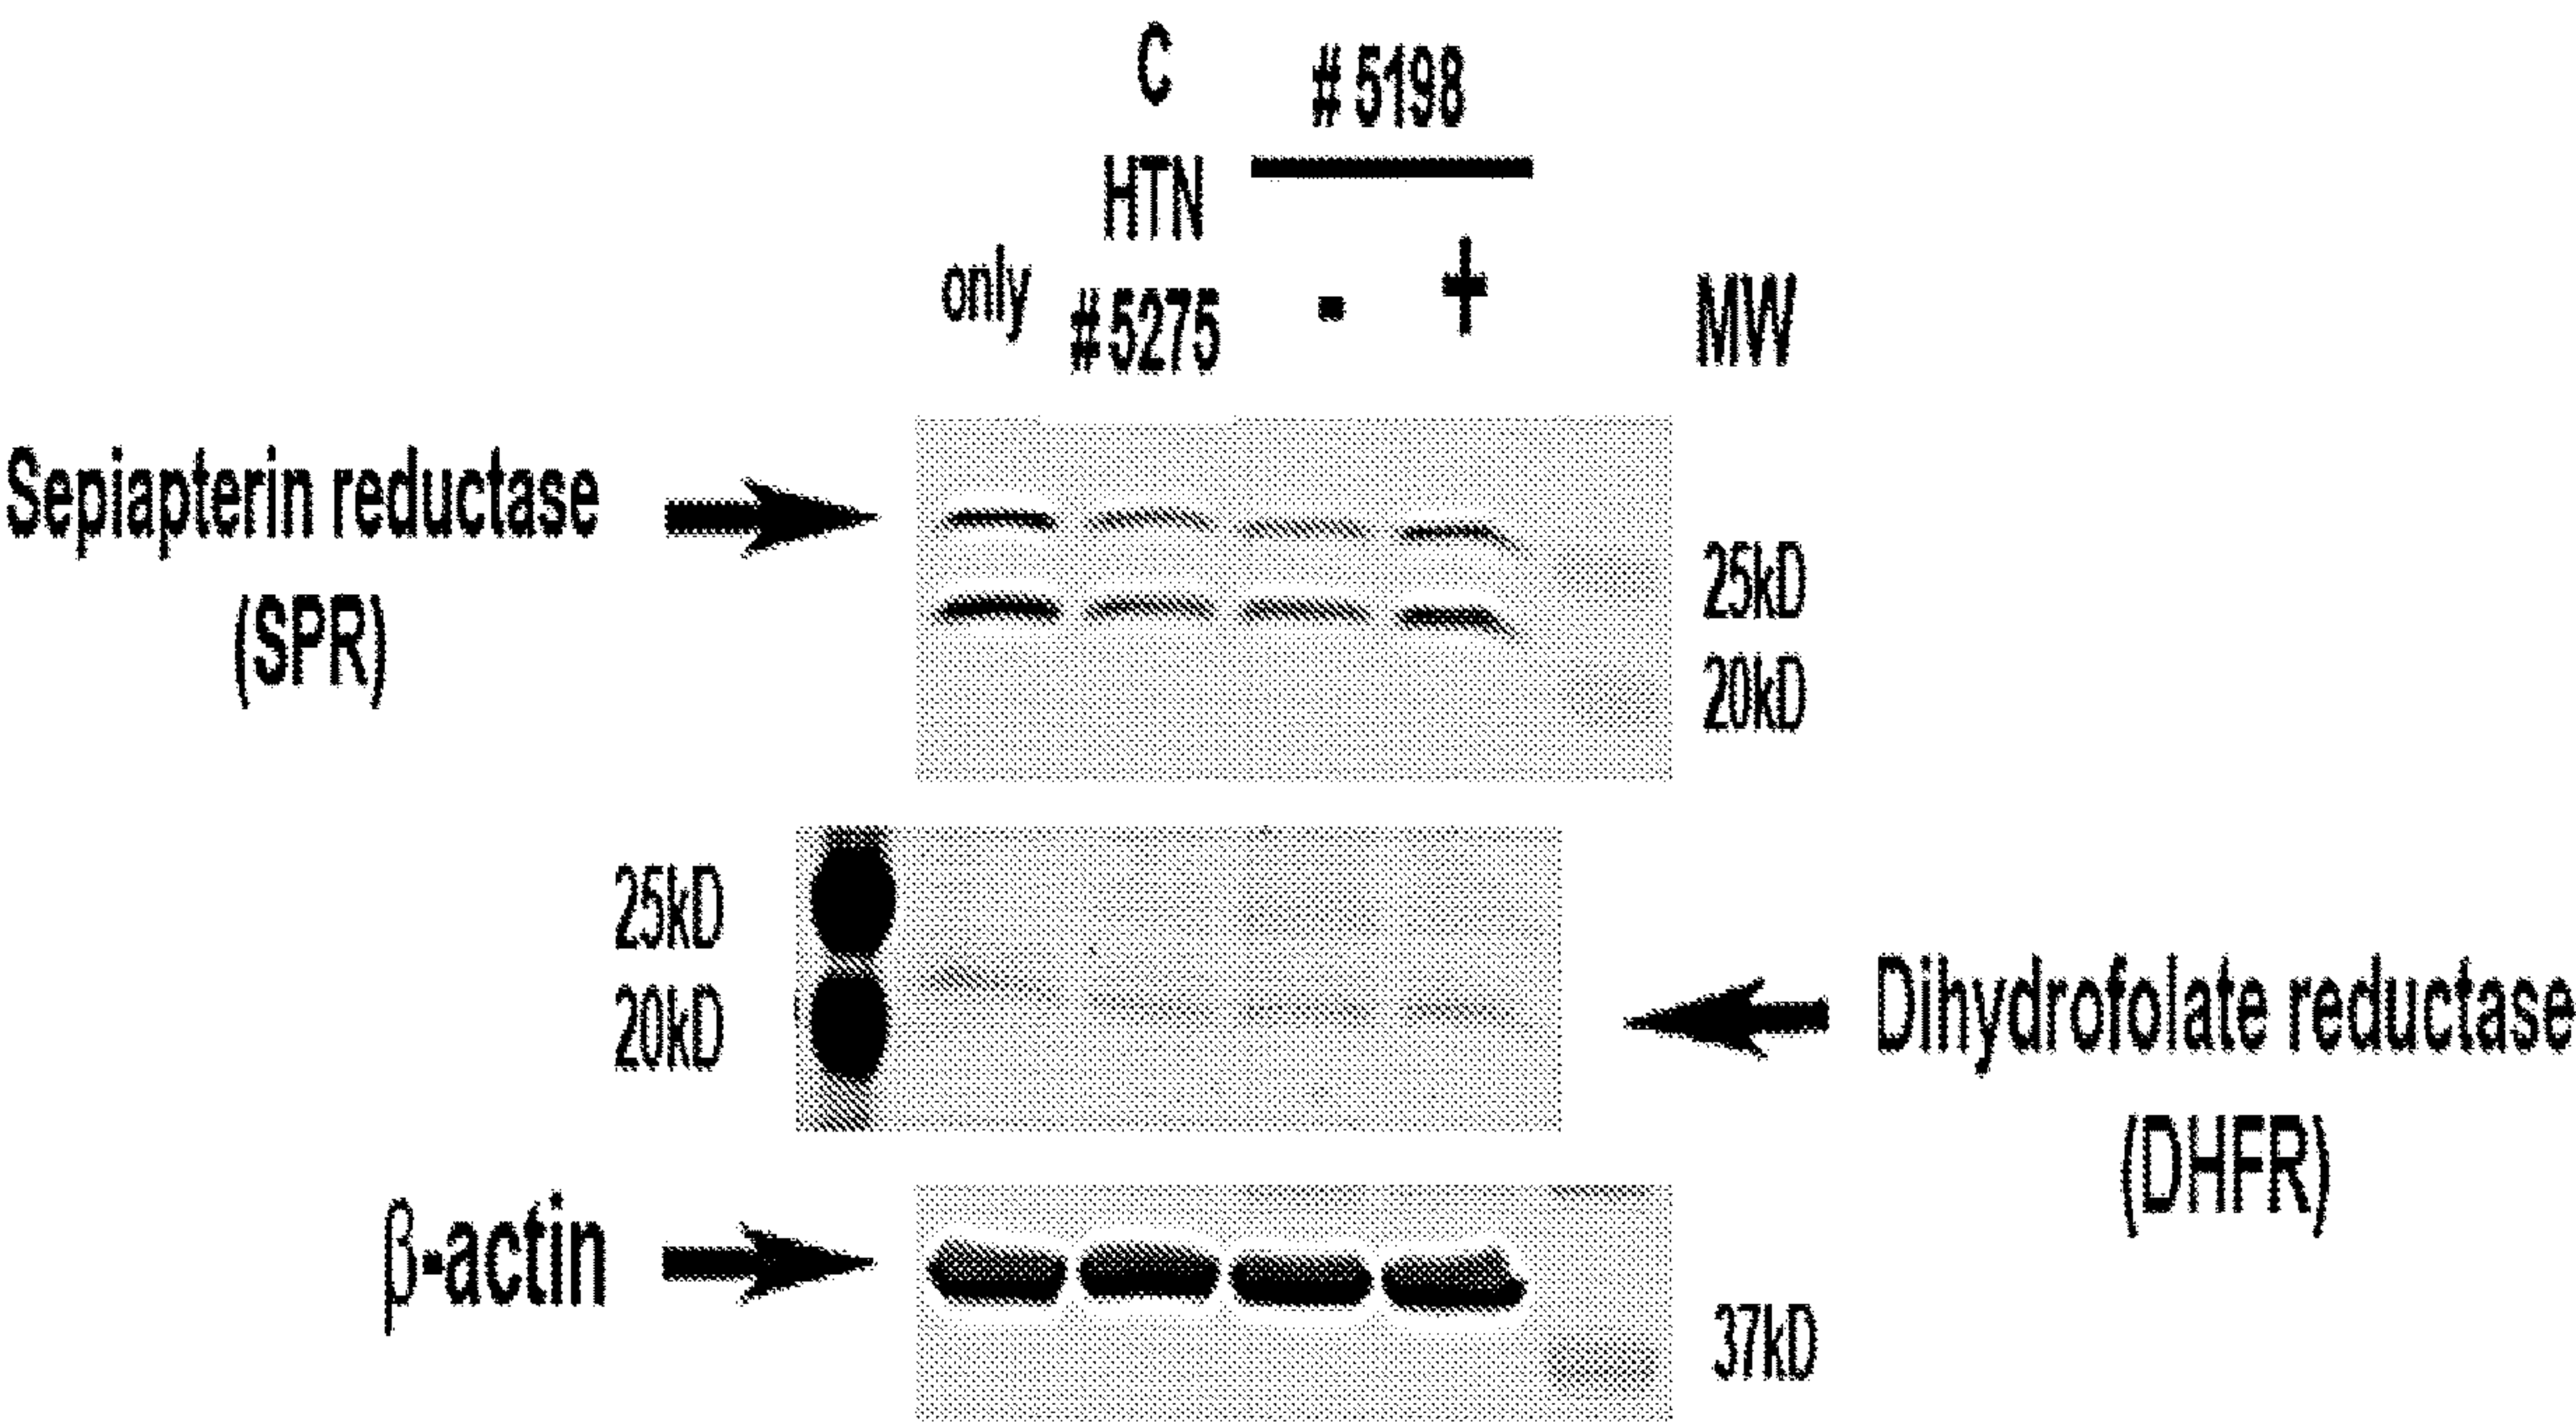 C
# 5198
HTN
only
# 5275
-
+
MW
Sepiapterin reductase
(SPR)
25kD
20kD
25kD
20kD
Dihydrofolate reductase
(DHFR)
β-actin
37kD